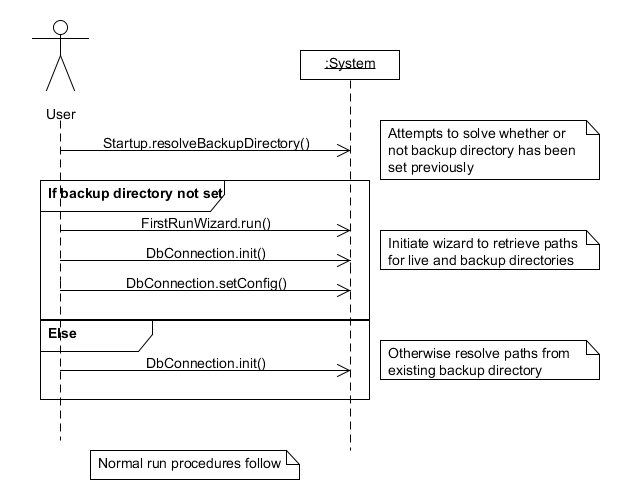 :System
User
Startup.resolveBackupDirectory()
Attempts to solve whether or
not backup directory has been
set previously
If backup directory not set
FirstRunWizard.run()
Initiate wizard to retrieve paths
for live and backup directories
DbConnection.init()
DbConnection.setConfig()
Else
DbConnection.init()
Otherwise resolve paths from
existing backup directory
Normal run procedures follow